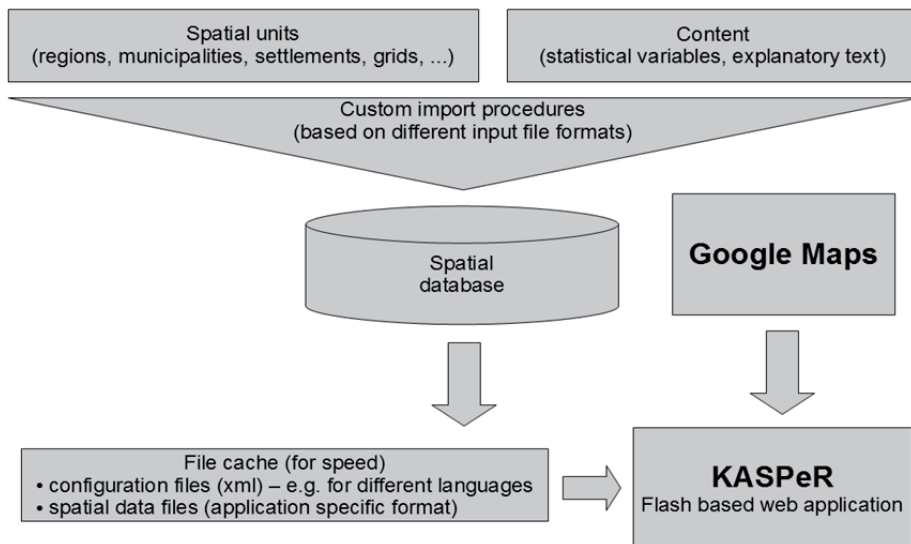 Spatial units
(regions, municipalities, settlements, grids, ...)
Content
(statistical variables, explanatory text)
Custom import procedures
(based on different input file formats)
Spatial
database
Google Maps
File cache (for speed)
• configuration files (xml) – e.g. for different languages
• spatial data files (application specific format)
KASPeR
Flash based web application